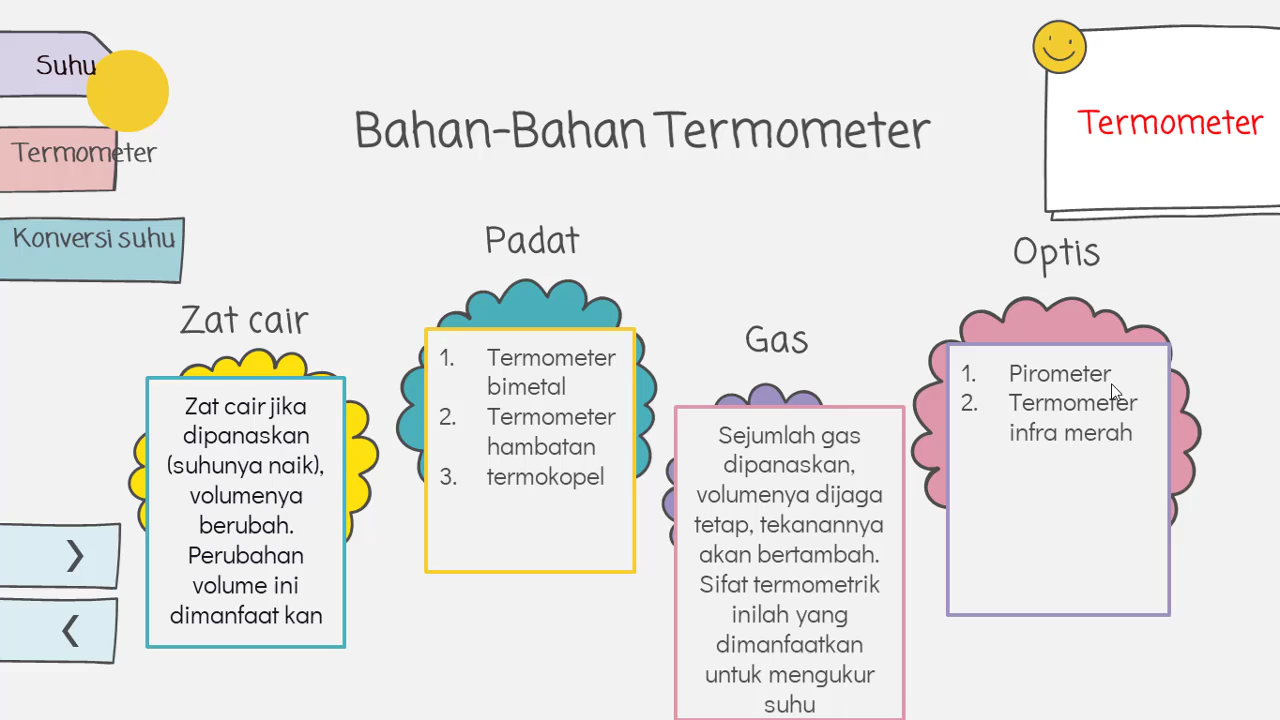 Suhu
Termometer
Konversi suhu
Bahan-Bahan Termometer
Termometer
Zat cair
Zat cair jika
dipanaskan
(suhunya naik),
volumenya
berubah.
Perubahan
volume ini
dimanfaat kan
Padat
1. Termometer
bimetal
2. Termometer
hambatan
3. termokopel
Gas
Sejumlah gas
dipanaskan,
volumenya dijaga
tetap, tekanannya
akan bertambah.
Sifat termometrik
inilah yang
dimanfaatkan
untuk mengukur
suhu
Optis
1. Pirometer
2. Termometer
infra merah